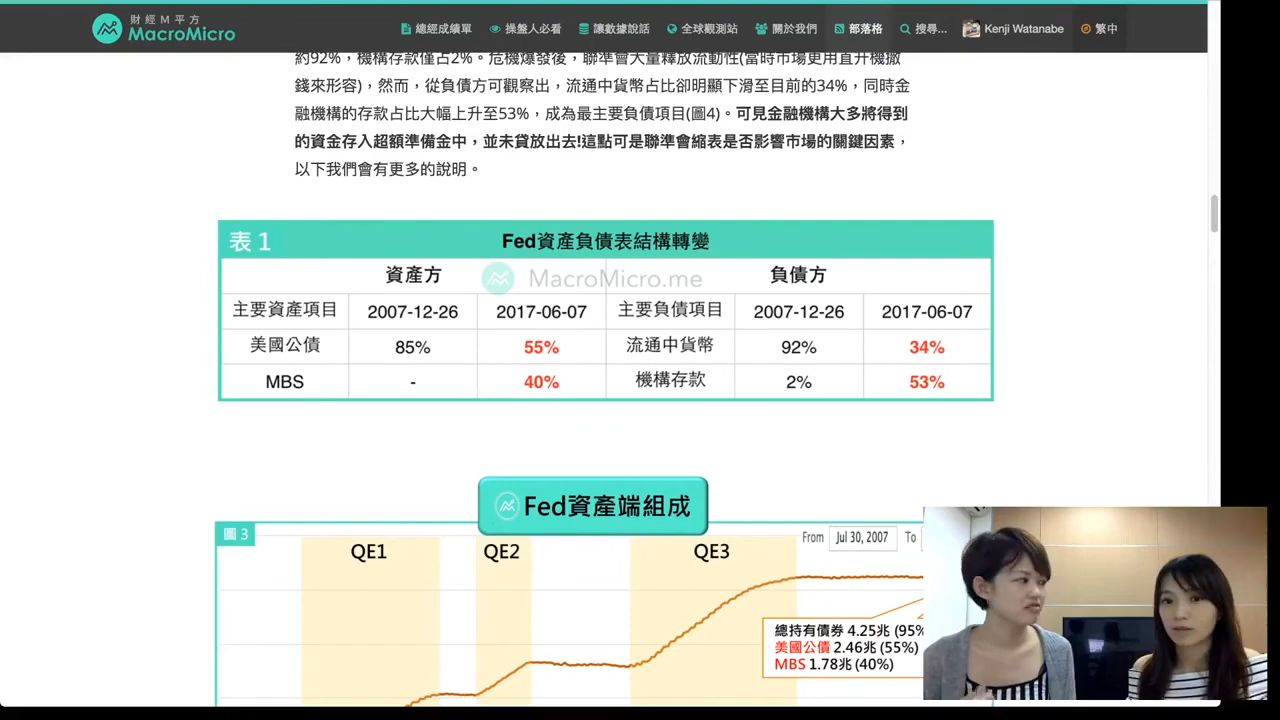 財經M平方
MacroMicro
總經成績單 操盤人必看 讓數據說話 全球觀測站 關於我們 部落格 搜尋... Kenji Watanabe 繁中
約92%，機構存款僅占2%。危機爆發後，聯準會大量釋放流動性(當時市場更用直升機撒
錢來形容)，然而，從負債方可觀察出，流通中貨幣占比卻明顯下滑至目前的34%，同時金
融機構的存款占比大幅上升至53%，成為最主要負債項目(圖4)。可見金融機構大多將得到
的資金存入超額準備金中，並未貸放出去!這點可是聯準會縮表是否影響市場的關鍵因素，
以下我們會有更多的說明。
表 1 Fed資產負債表結構轉變
資產方 MacroMicro.me 負債方
主要資產項目 2007-12-26 2017-06-07 主要負債項目 2007-12-26 2017-06-07
美國公債 85% 55% 流通中貨幣 92% 34%
MBS - 40% 機構存款 2% 53%
Fed資產端組成
圖 3
From Jul 30, 2007 To
QE1 QE2 QE3
總持有債券 4.25兆 (95%
美國公債 2.46兆 (55%)
MBS 1.78兆 (40%)